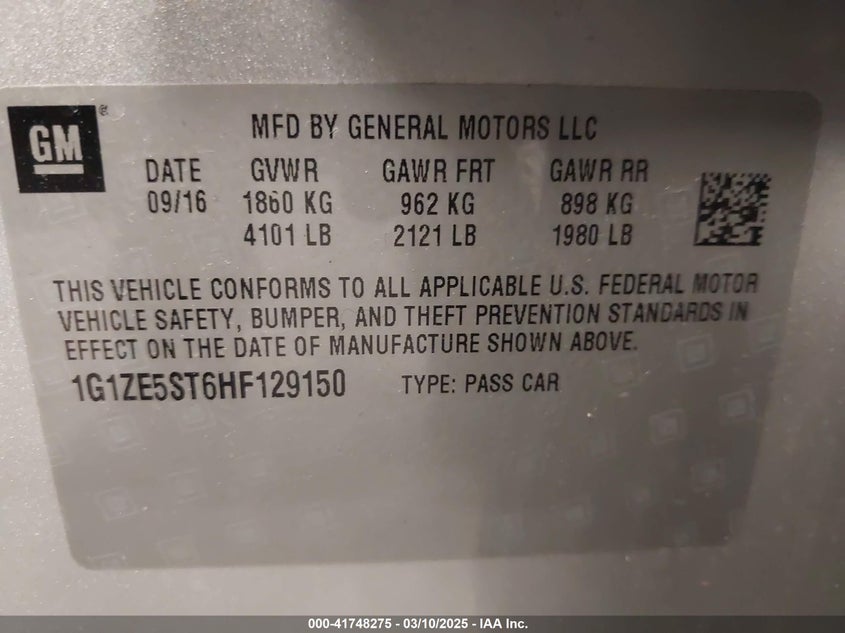 GM ®
MFD BY GENERAL MOTORS LLC
DATE GVWR GAWR FRT GAWR RR
09/16 1860 KG 962 KG 898 KG
4101 LB 2121 LB 1980 LB
THIS VEHICLE CONFORMS TO ALL APPLICABLE U.S. FEDERAL MOTOR
VEHICLE SAFETY, BUMPER, AND THEFT PREVENTION STANDARDS IN
EFFECT ON THE DATE OF MANUFACTURE SHOWN ABOVE.
1G1ZE5ST6HF129150 TYPE: PASS CAR
000-41748275 - 03/10/2025 - IAA Inc.